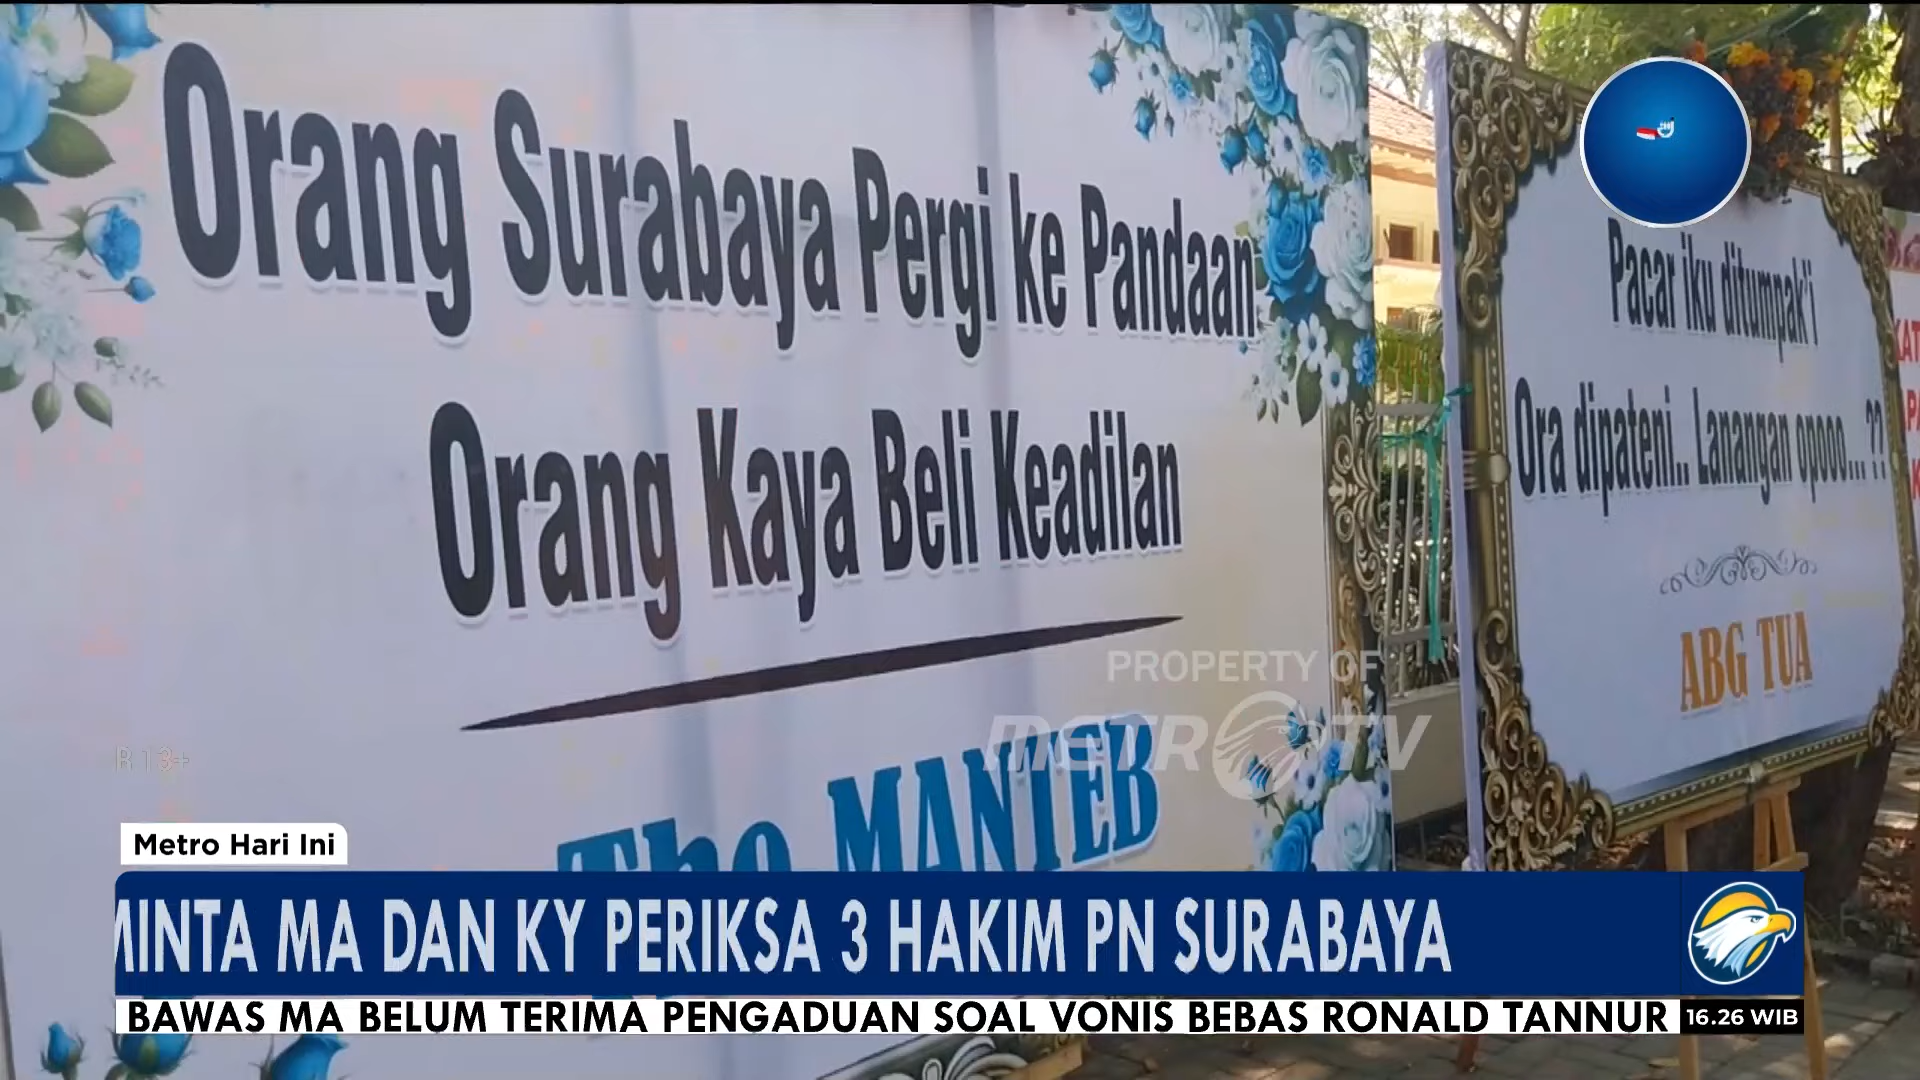 Orang Surabaya Pergi ke Pandaan
Orang Kaya Beli Keadilan
The MANTEB
Pacar iku ditumpak'i
Ora dipateni.. Lanangan opooo... ??
ABG TUA
PROPERTY OF
METRO TV
R 13+
Metro Hari Ini
MINTA MA DAN KY PERIKSA 3 HAKIM PN SURABAYA
BAWAS MA BELUM TERIMA PENGADUAN SOAL VONIS BEBAS RONALD TANNUR
16.26 WIB